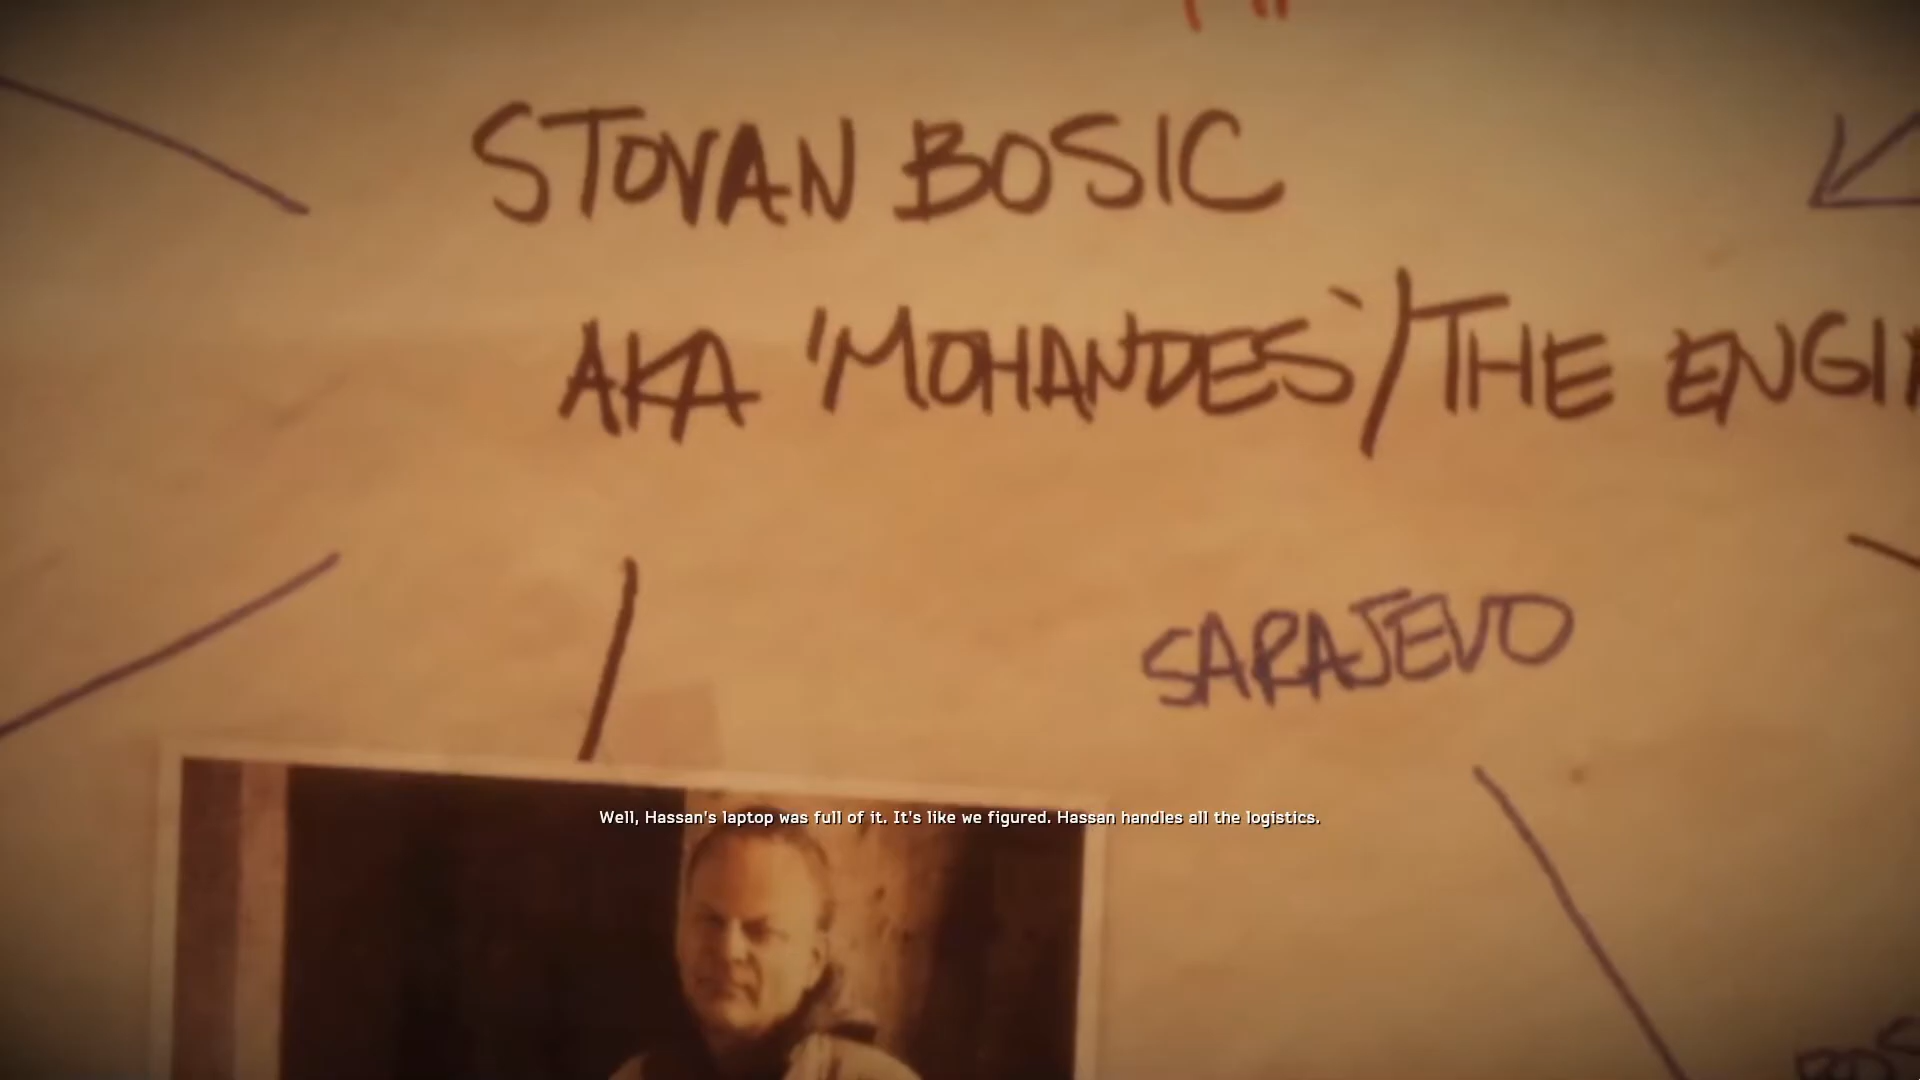 STOVAN BOSIC
AKA 'MOHANDES'/THE ENGI
SARAJEVO
Well, Hassan's laptop was full of it. It's like we figured. Hassan handles all the logistics.